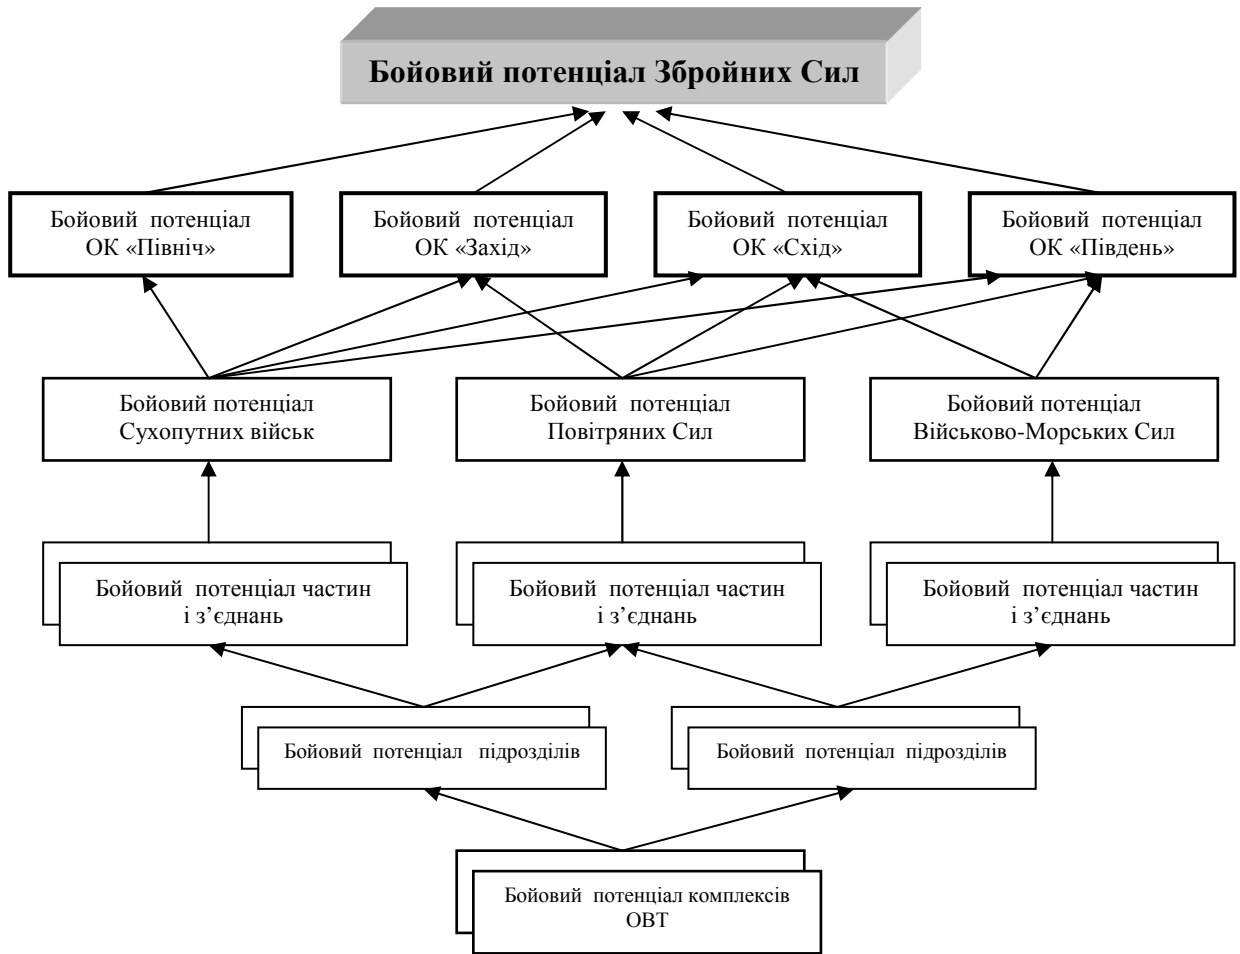 Бойовий потенціал Збройних Сил
Бойовий потенціал
ОК «Північ»
Бойовий потенціал
ОК «Захід»
Бойовий потенціал
ОК «Схід»
Бойовий потенціал
ОК «Південь»
Бойовий потенціал
Сухопутних військ
Бойовий потенціал
Повітряних Сил
Бойовий потенціал
Військово-Морських Сил
Бойовий потенціал частин
і з’єднань
Бойовий потенціал частин
і з’єднань
Бойовий потенціал частин
і з’єднань
Бойовий потенціал підрозділів
Бойовий потенціал підрозділів
Бойовий потенціал комплексів
ОВТ